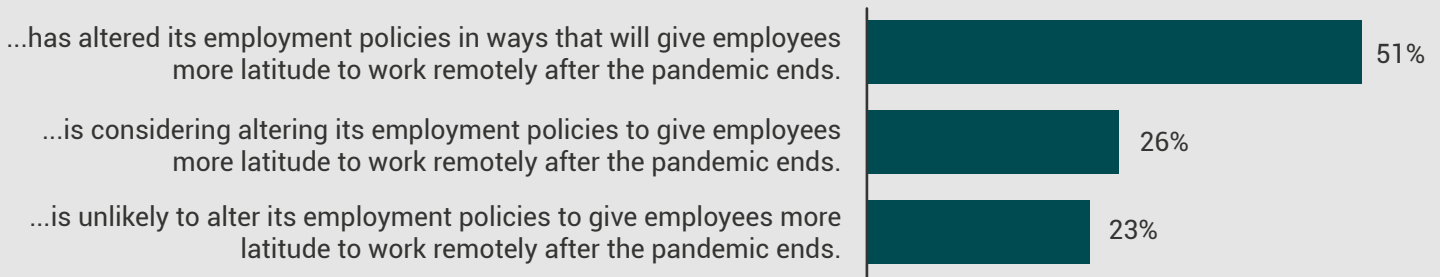 ...has altered its employment policies in ways that will give employees
more latitude to work remotely after the pandemic ends.
51%
...is considering altering its employment policies to give employees
more latitude to work remotely after the pandemic ends.
26%
...is unlikely to alter its employment policies to give employees more
latitude to work remotely after the pandemic ends.
23%